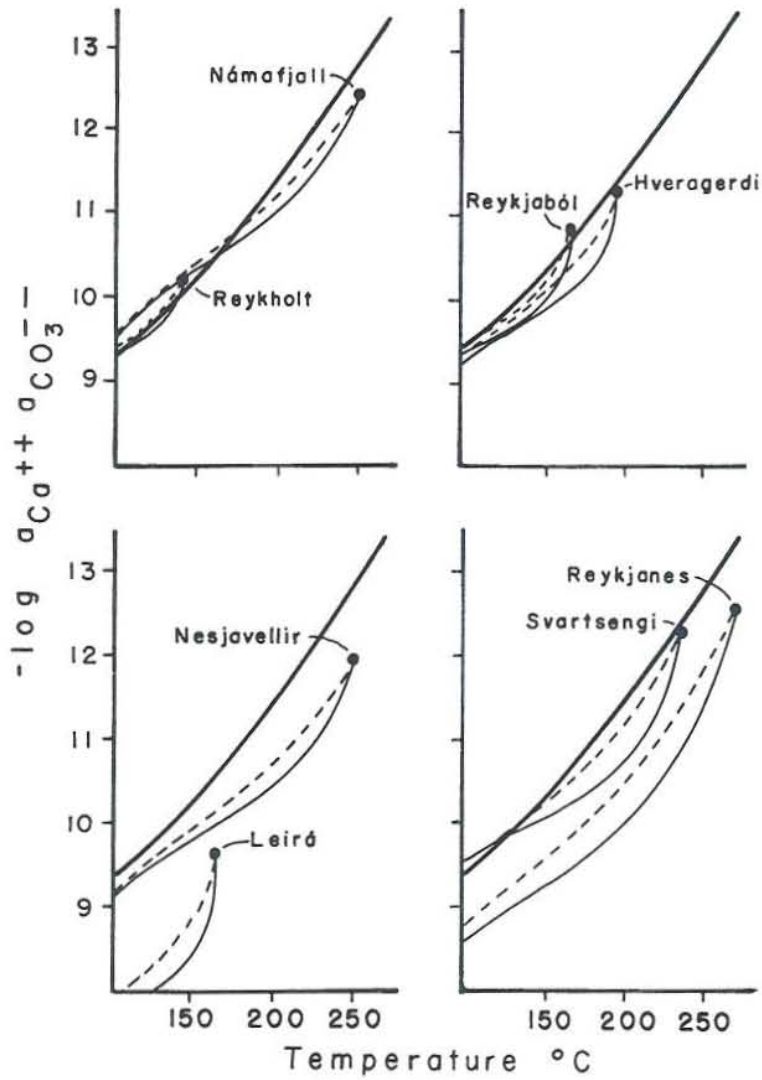 13
12
11
10
9
Námafjall
Reykholt
Reykjaból
Hveragerdi
-log aCa++ aCO3--
13
12
11
10
9
Nesjavellir
Leirá
Reykjanes
Svartsengi
150 200 250
150 200 250
Temperature °C